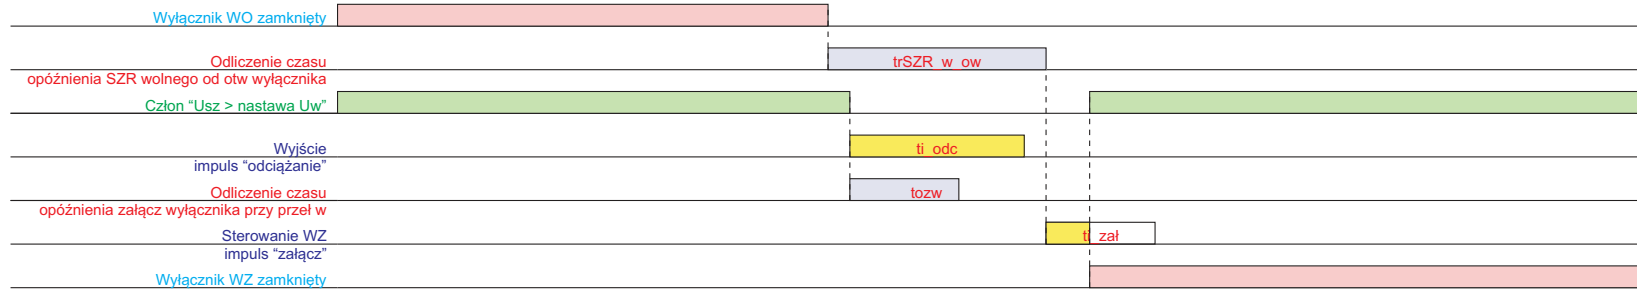 Wyłącznik WO zamknięty
Odliczenie czasu
trSZR_w_ow
opóźnienia SZR wolnego od otw wyłącznika
Człon “Usz > nastawa Uw”
Wyjście
ti_odc
impuls “odciążanie”
Odliczenie czasu
tozw
opóźnienia załącz wyłącznika przy przeł w
Sterowanie WZ
ti_zał
impuls “załącz”
Wyłącznik WZ zamknięty